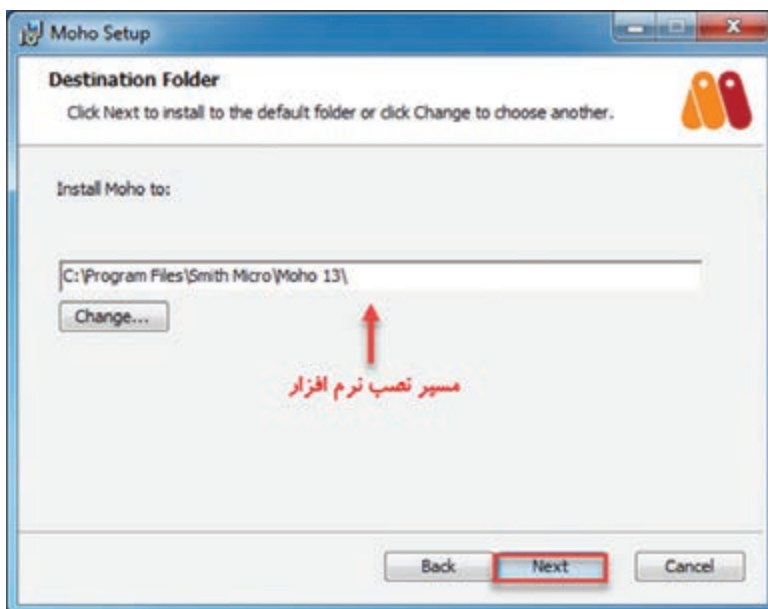 Moho Setup
Destination Folder
Click Next to install to the default folder or click Change to choose another.
Install Moho to:
C:\Program Files\Smith Micro\Moho 13\
Change...
مسیر نصب نرم افزار
Back
Next
Cancel